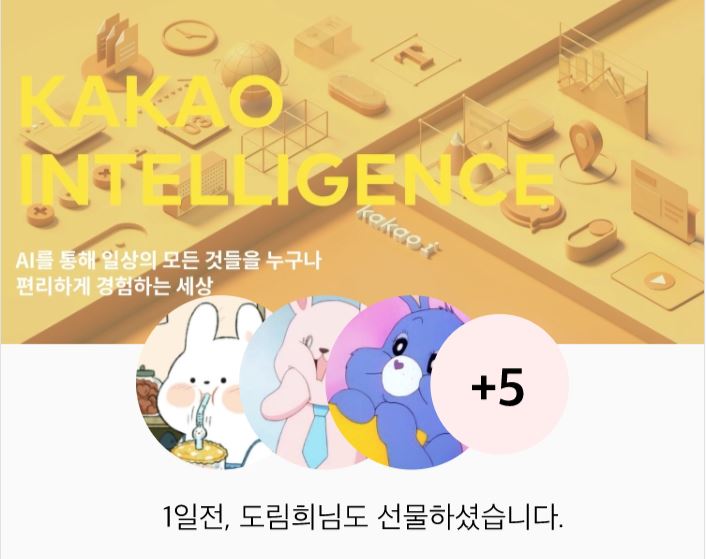 KAKAO
INTELLIGENCE
kakao i
AI를 통해 일상의 모든 것들을 누구나
편리하게 경험하는 세상
+5
1일전, 도림희님도 선물하셨습니다.